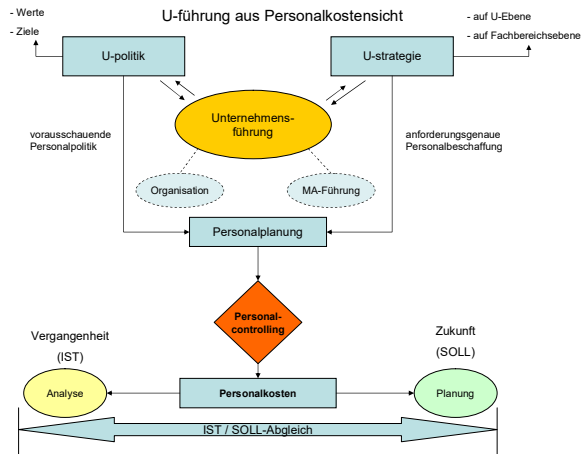 U-führung aus Personalkostensicht
- Werte
- Ziele
- auf U-Ebene
- auf Fachbereichsebene
U-politik
U-strategie
Unternehmens-
führung
vorausschauende
Personalpolitik
anforderungsgenaue
Personalbeschaffung
Organisation
MA-Führung
Personalplanung
Personal-
controlling
Vergangenheit
(IST)
Zukunft
(SOLL)
Analyse
Personalkosten
Planung
IST / SOLL-Abgleich